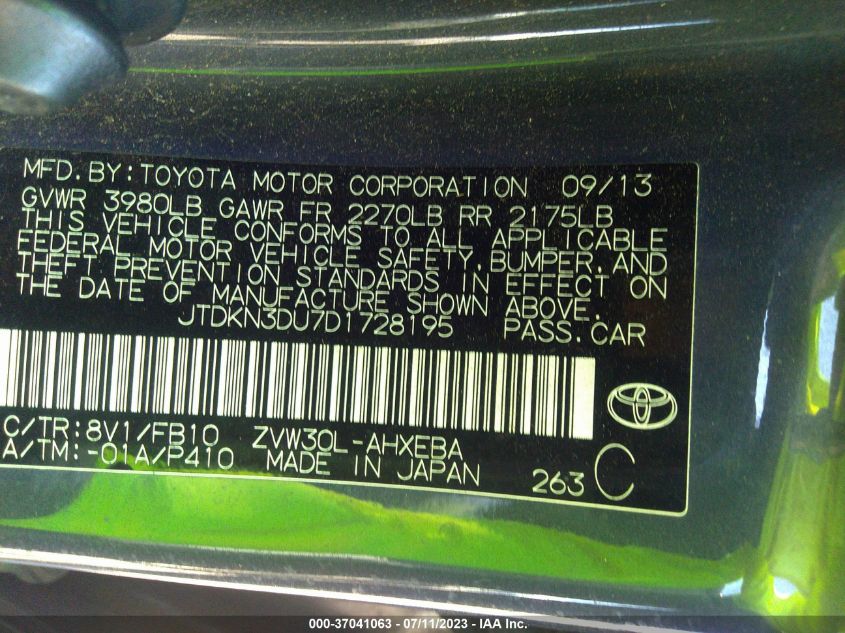 MFD. BY: TOYOTA MOTOR CORPORATION 09/13
GVWR 3980LB GAWR FR 2270LB RR 2175LB
THIS VEHICLE CONFORMS TO ALL APPLICABLE
FEDERAL MOTOR VEHICLE SAFETY, BUMPER, AND
THEFT PREVENTION STANDARDS IN EFFECT ON
THE DATE OF MANUFACTURE SHOWN ABOVE.
JTDKN3DU7D1728195 PASS. CAR
C/TR: 8V1/FB10 ZVW30L-AHXEBA
A/TM: -01A/P410 MADE IN JAPAN 263 C
000-37041063 - 07/11/2023 - IAA Inc.